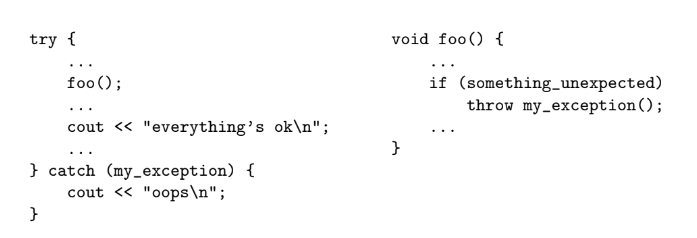 try {
    ...
    foo();
    ...
    cout << "everything's ok\n";
    ...
} catch (my_exception) {
    cout << "oops\n";
}
void foo() {
    ...
    if (something_unexpected)
        throw my_exception();
    ...
}